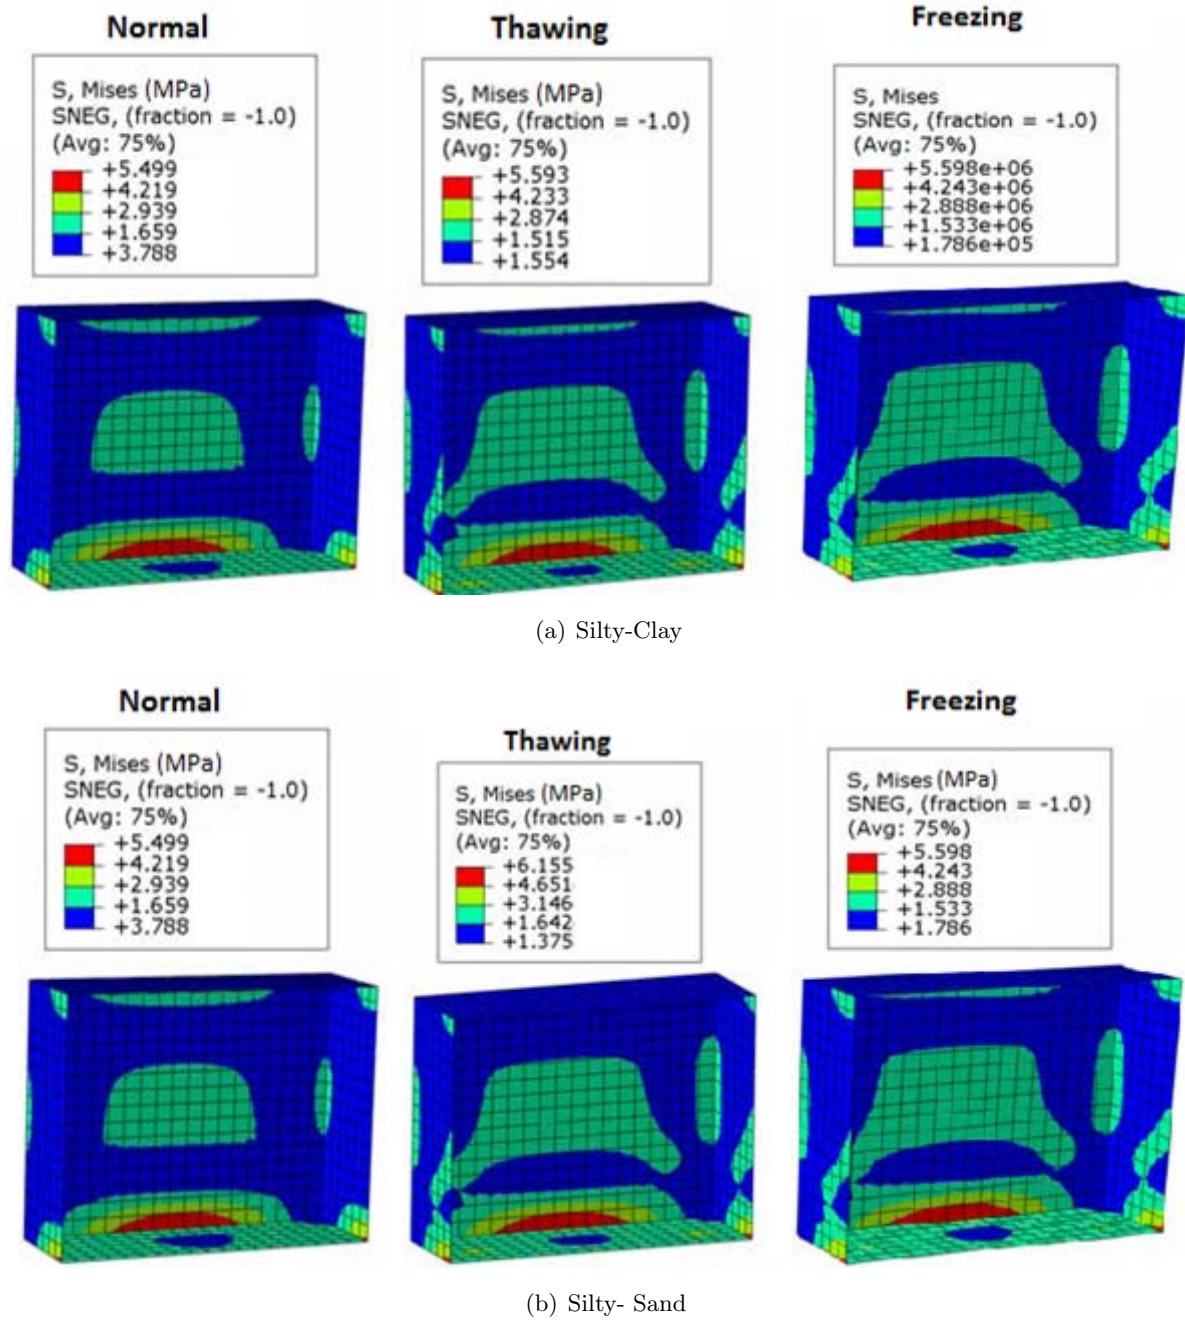 Normal
S, Mises (MPa)
SNEG, (fraction = -1.0)
(Avg: 75%)
+5.499
+4.219
+2.939
+1.659
+3.788
Thawing
S, Mises (MPa)
SNEG, (fraction = -1.0)
(Avg: 75%)
+5.593
+4.233
+2.874
+1.515
+1.554
Freezing
S, Mises
SNEG, (fraction = -1.0)
(Avg: 75%)
+5.598e+06
+4.243e+06
+2.888e+06
+1.533e+06
+1.786e+05
(a) Silty-Clay
Normal
S, Mises (MPa)
SNEG, (fraction = -1.0)
(Avg: 75%)
+5.499
+4.219
+2.939
+1.659
+3.788
Thawing
S, Mises (MPa)
SNEG, (fraction = -1.0)
(Avg: 75%)
+6.155
+4.651
+3.146
+1.642
+1.375
Freezing
S, Mises (MPa)
SNEG, (fraction = -1.0)
(Avg: 75%)
+5.598
+4.243
+2.888
+1.533
+1.786
(b) Silty- Sand